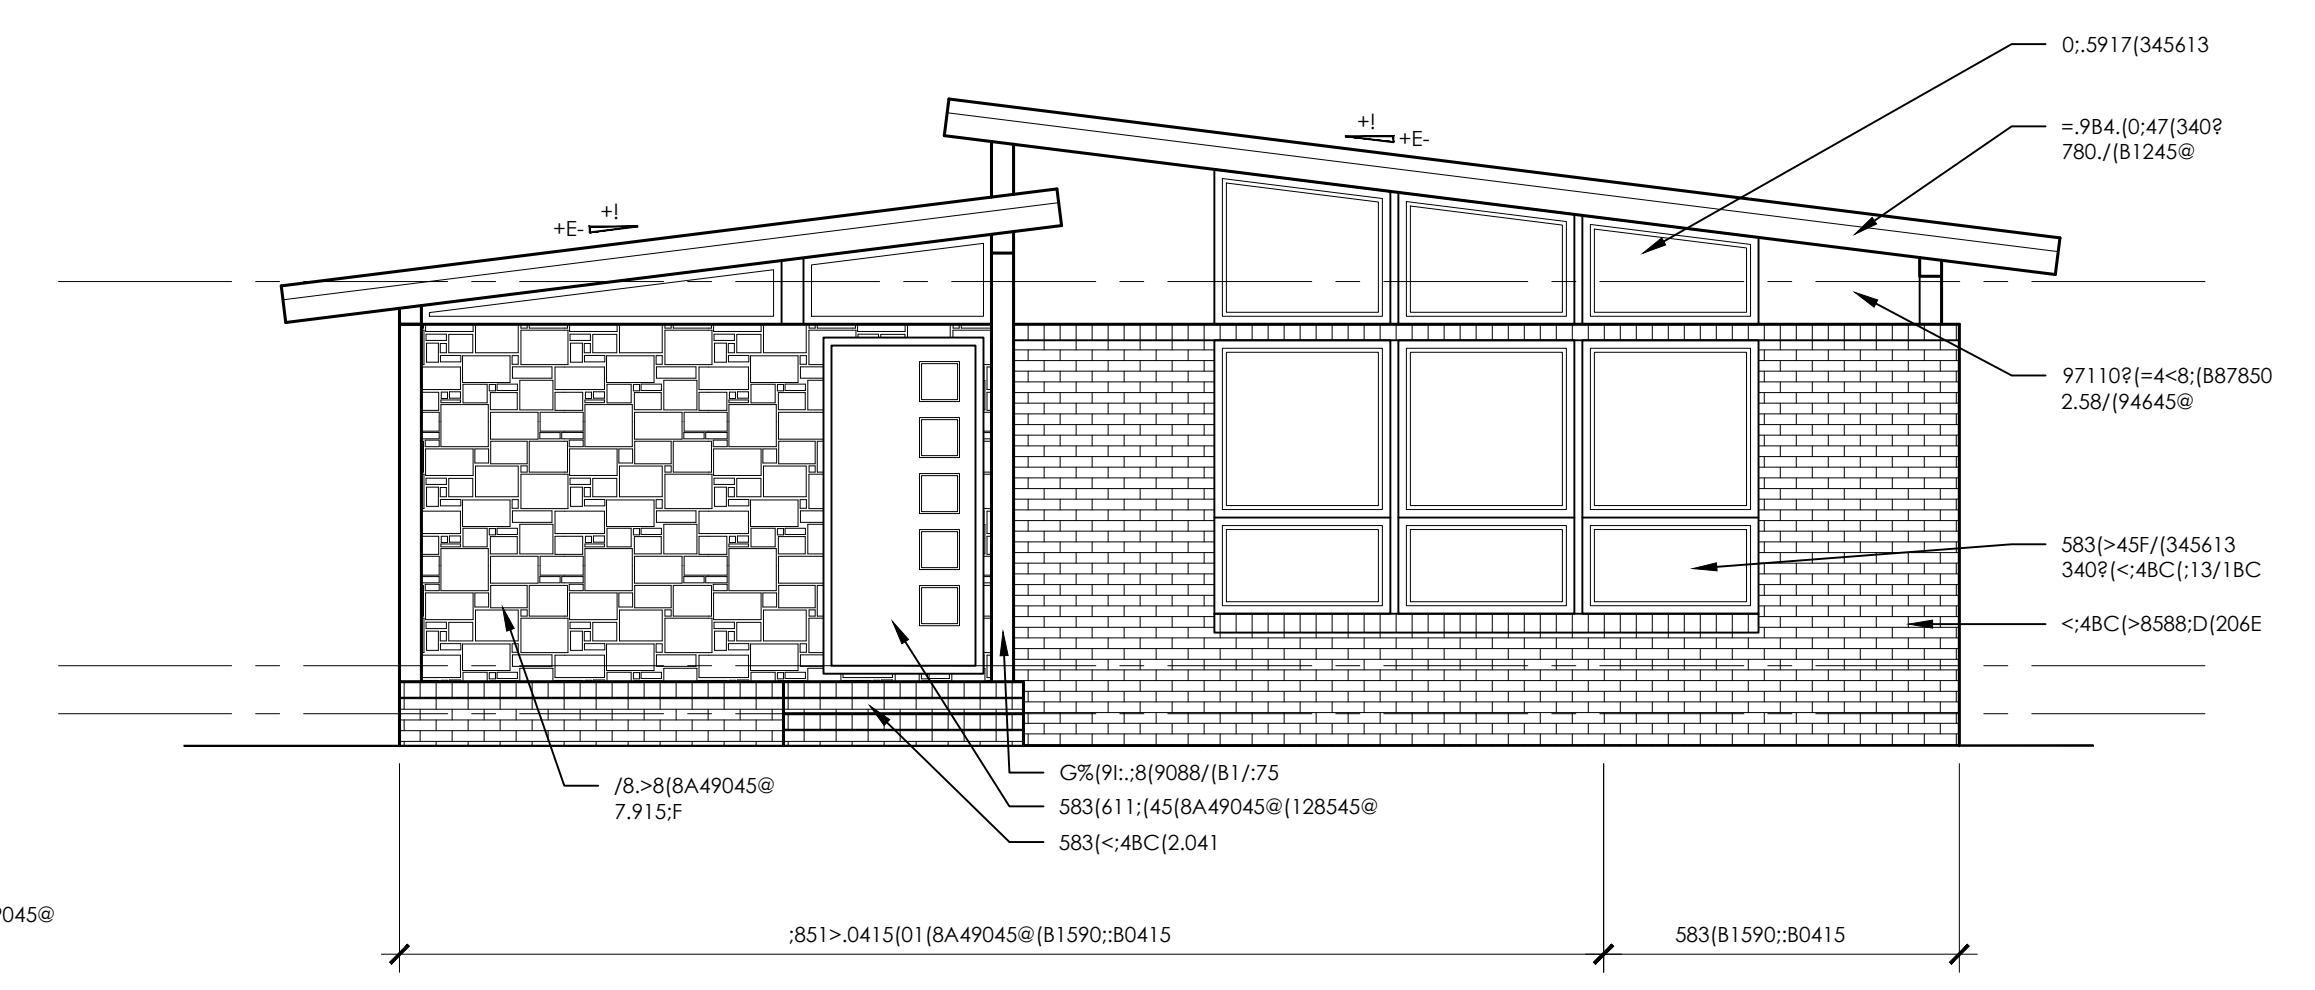 0;.5917(345613
=.9B4.(0;47(340?
780./(B1245@
+!
+E-
+!
+E-
97110?(=4<8;(B87850
2.58/(94645@
583(>45F/(345613
340?(<;4BC(;13/1BC
<;4BC(>8588;D(206E
G%(9I:.;8(9088/(B1/:75
/8.>8(8A49045@
7.915;F
583(611;(45(8A49045@(128545@
583(<;4BC(2.041
9045@
;851>.0415(01(8A49045@(B1590;:B0415
583(B1590;:B0415